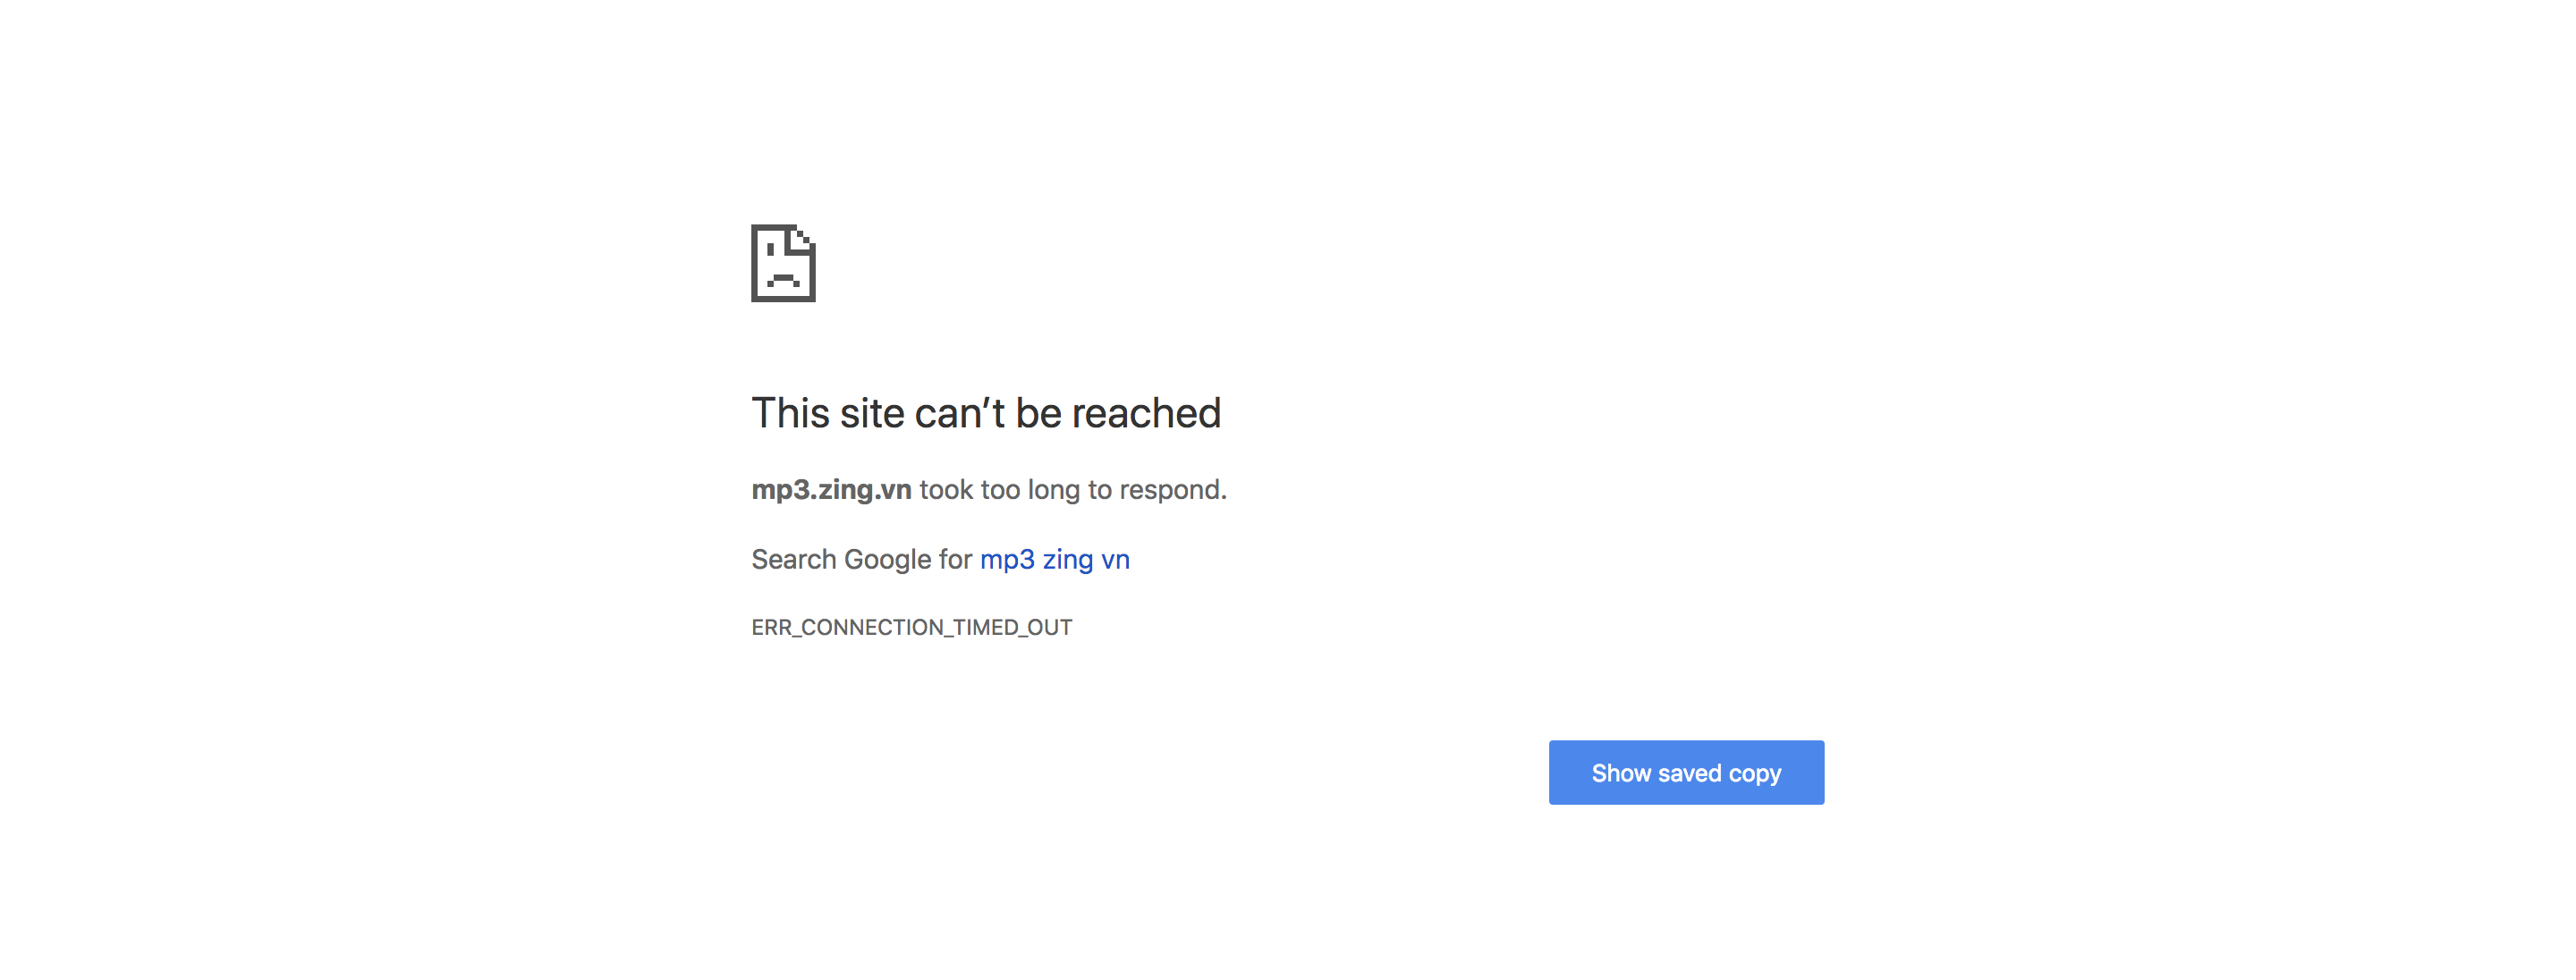 This site can’t be reached
mp3.zing.vn took too long to respond.
Search Google for mp3 zing vn
ERR_CONNECTION_TIMED_OUT
Show saved copy